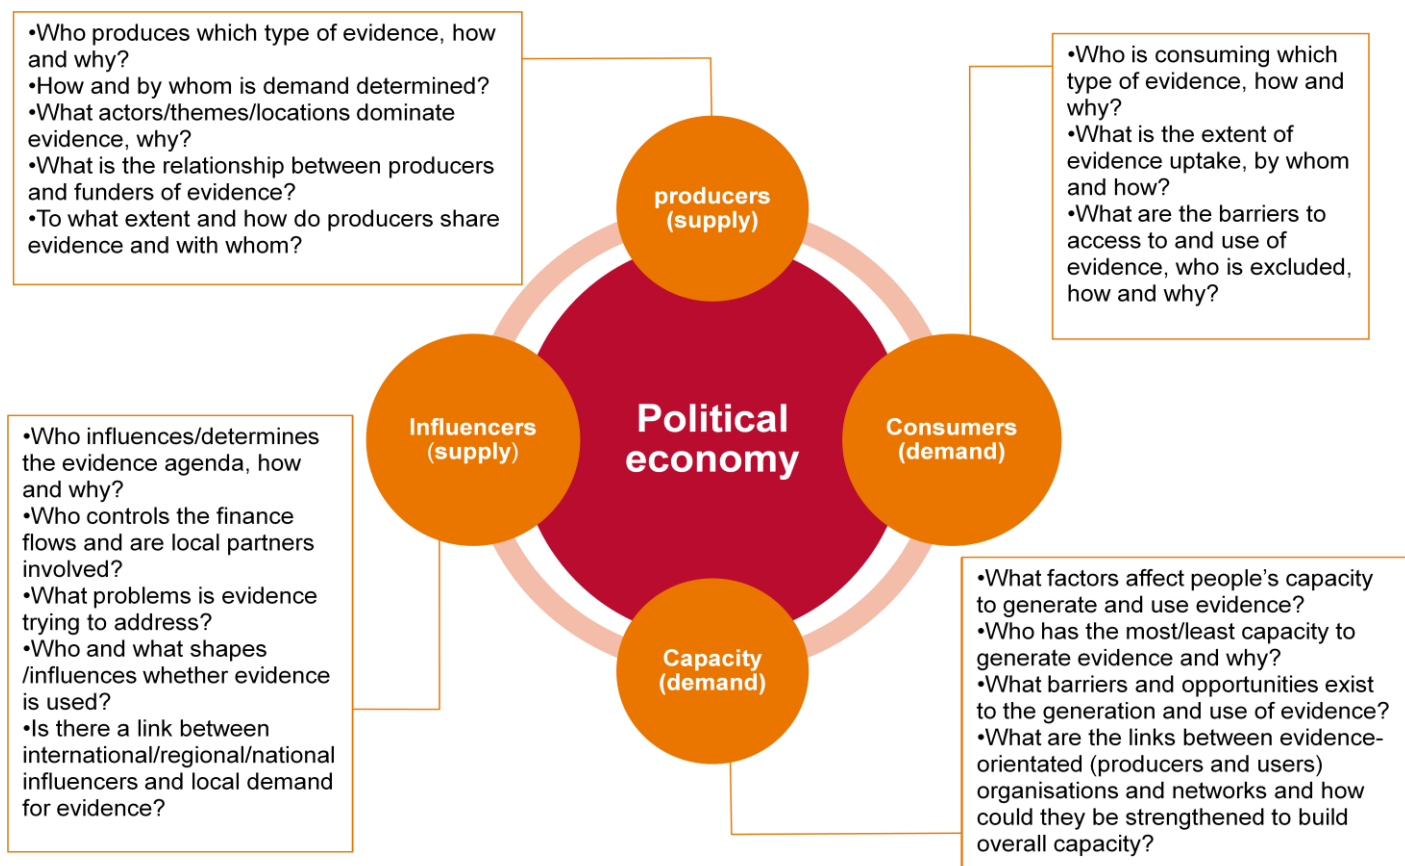 •Who produces which type of evidence, how
and why?
•How and by whom is demand determined?
•What actors/themes/locations dominate
evidence, why?
•What is the relationship between producers
and funders of evidence?
•To what extent and how do producers share
evidence and with whom?
•Who is consuming which
type of evidence, how and
why?
•What is the extent of
evidence uptake, by whom
and how?
•What are the barriers to
access to and use of
evidence, who is excluded,
how and why?
producers
(supply)
Influencers
(supply)
Political
economy
Consumers
(demand)
Capacity
(demand)
•Who influences/determines
the evidence agenda, how
and why?
•Who controls the finance
flows and are local partners
involved?
•What problems is evidence
trying to address?
•Who and what shapes
/influences whether evidence
is used?
•Is there a link between
international/regional/national
influencers and local demand
for evidence?
•What factors affect people’s capacity
to generate and use evidence?
•Who has the most/least capacity to
generate evidence and why?
•What barriers and opportunities exist
to the generation and use of evidence?
•What are the links between evidence-
orientated (producers and users)
organisations and networks and how
could they be strengthened to build
overall capacity?